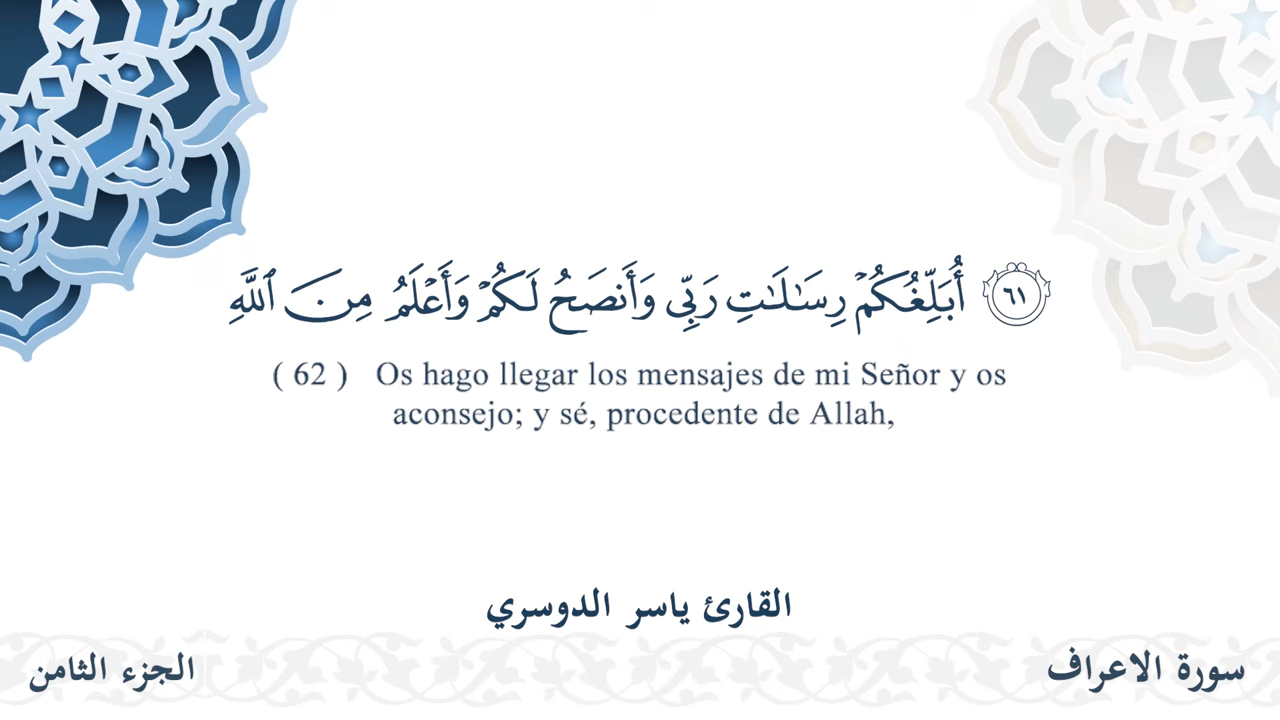 ۝٦١ أُبَلِّغُكُمۡ رِسَٰلَٰتِ رَبِّي وَأَنصَحُ لَكُمۡ وَأَعۡلَمُ مِنَ ٱللَّهِ
( 62 ) Os hago llegar los mensajes de mi Señor y os
aconsejo; y sé, procedente de Allah,
القارئ ياسر الدوسري
سورة الاعراف
الجزء الثامن